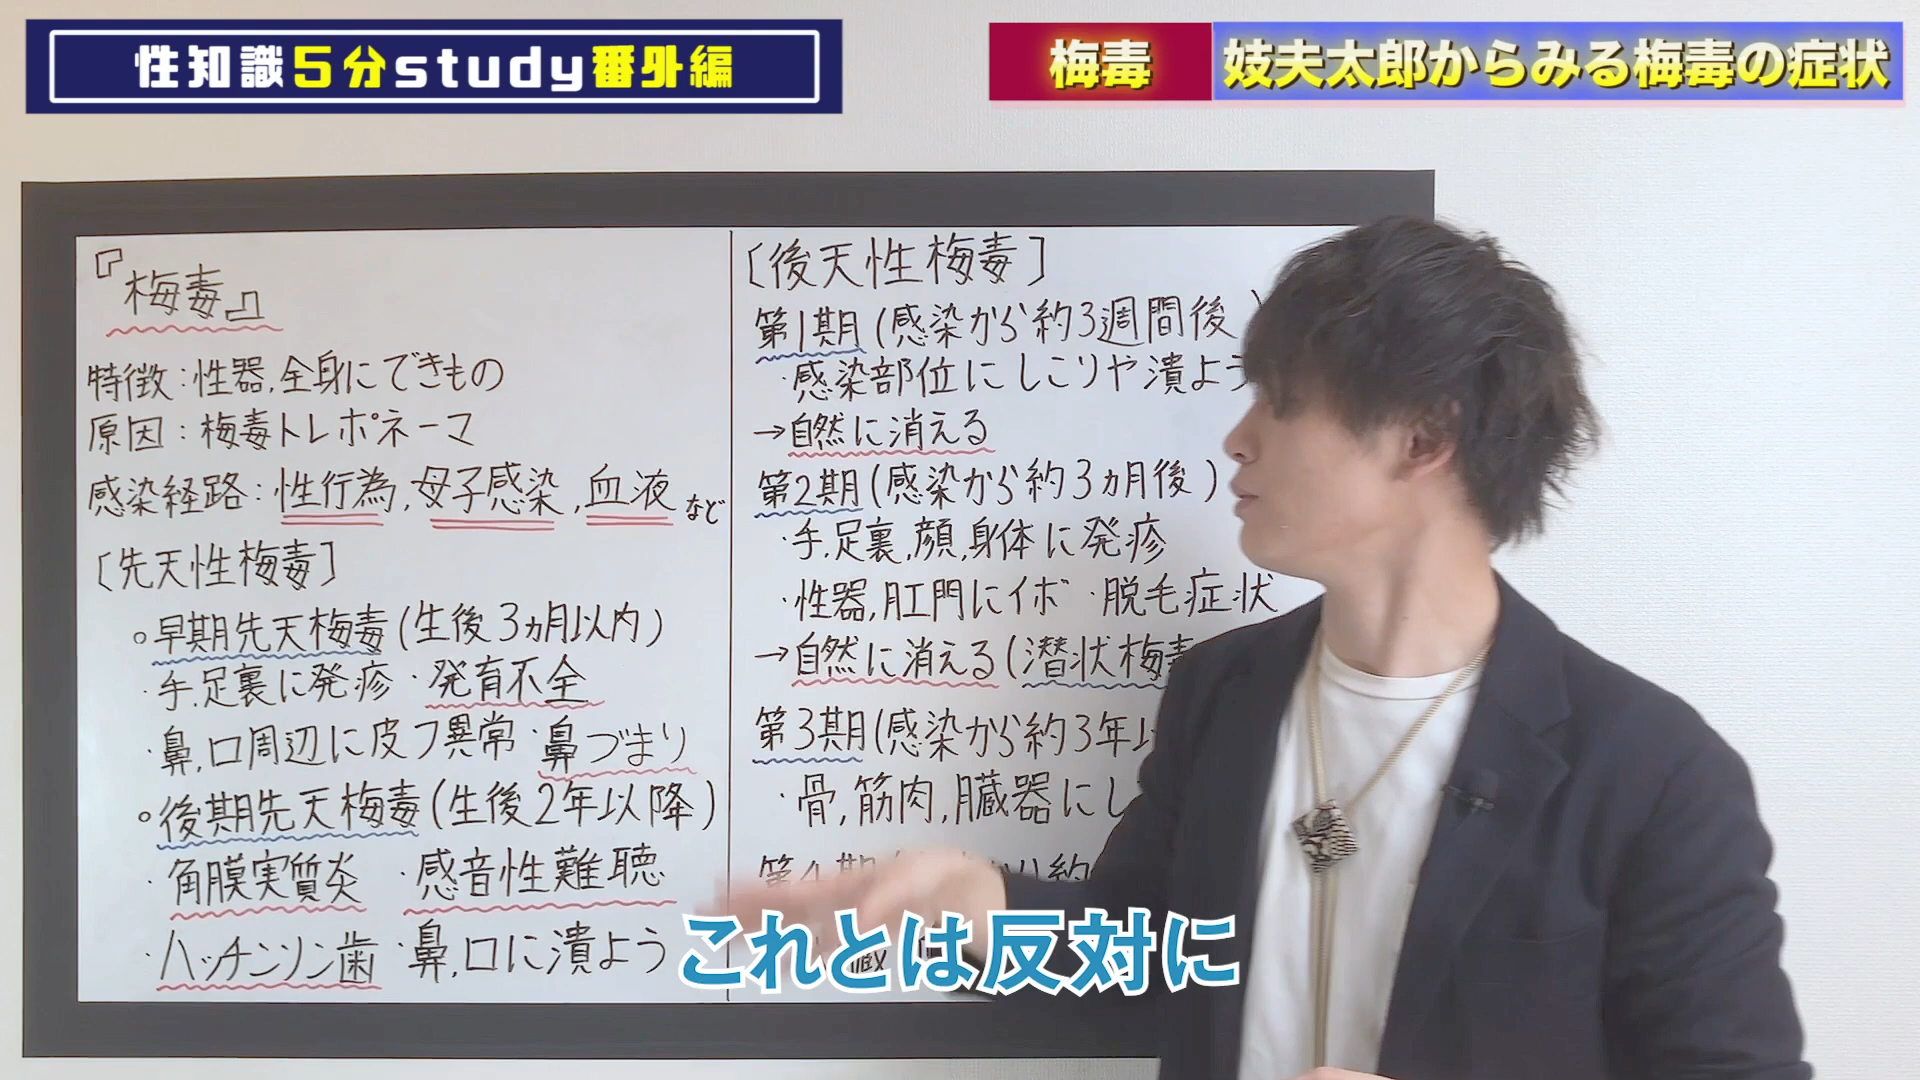 性知識5分study番外編
梅毒 妓夫太郎からみる梅毒の症状
『梅毒』
特徴:性器,全身にできもの
原因:梅毒トレポネーマ
感染経路:性行為,母子感染,血液など
[先天性梅毒]
○早期先天梅毒(生後3ヵ月以内)
・手,足裏に発疹・発育不全
・鼻,口周辺に皮フ異常・鼻づまり
○後期先天梅毒(生後2年以降)
・角膜実質炎・感音性難聴
・ハッチンソン歯・鼻,口に潰よう
[後天性梅毒]
第1期(感染から約3週間後)
・感染部位にしこりや潰よう
→自然に消える
第2期(感染から約3ヵ月後)
・手,足裏,顔,身体に発疹
・性器,肛門にイボ・脱毛症状
→自然に消える(潜状梅毒
第3期(感染から約3年以
・骨,筋肉,臓器にし
第4期
これとは反対に